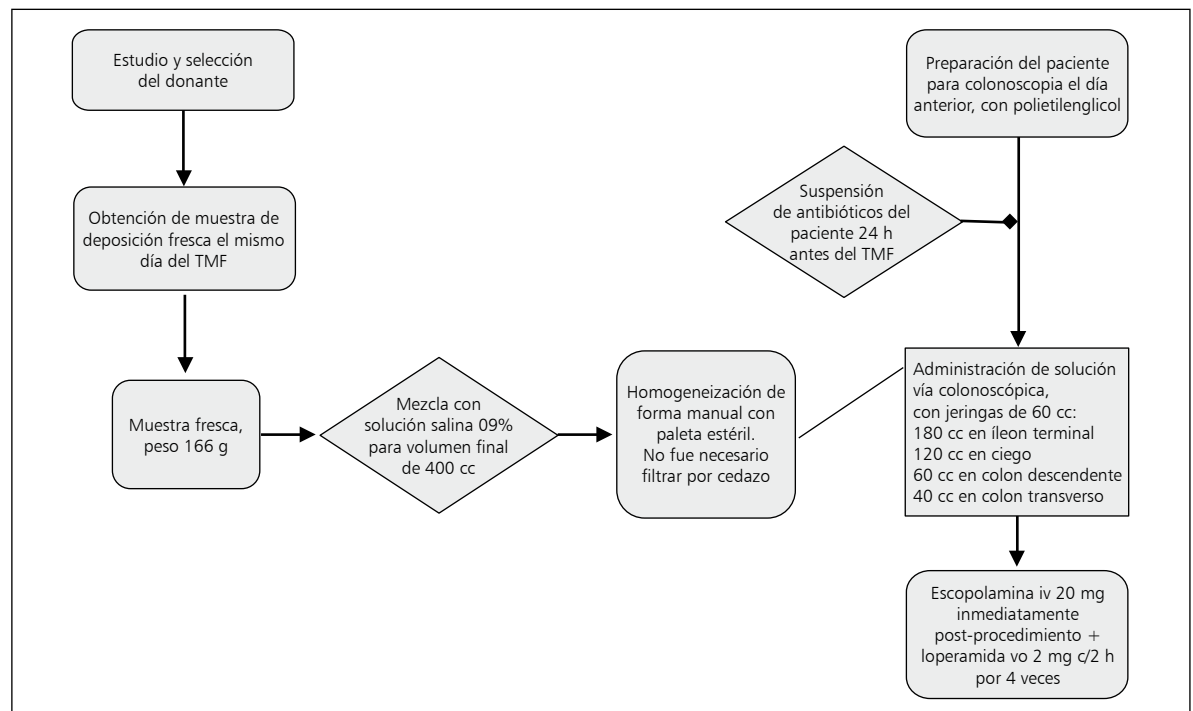 Estudio y selección
del donante
Obtención de muestra de
deposición fresca el mismo
día del TMF
Muestra fresca,
peso 166 g
Mezcla con
solución salina 09%
para volumen final
de 400 cc
Homogeneización de
forma manual con
paleta estéril.
No fue necesario
filtrar por cedazo
Preparación del paciente
para colonoscopia el día
anterior, con polietilenglicol
Suspensión
de antibióticos del
paciente 24 h
antes del TMF
Administración de solución
vía colonoscópica,
con jeringas de 60 cc:
180 cc en íleon terminal
120 cc en ciego
60 cc en colon descendente
40 cc en colon transverso
Escopolamina iv 20 mg
inmediatamente
post-procedimiento +
loperamida vo 2 mg c/2 h
por 4 veces